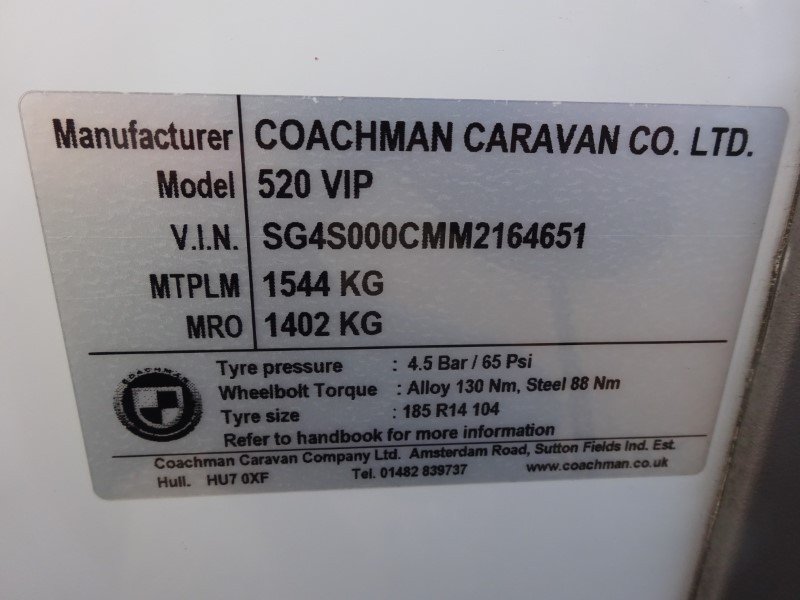 Manufacturer COACHMAN CARAVAN CO. LTD.
Model 520 VIP
V.I.N. SG4S000CMM2164651
MTPLM 1544 KG
MRO 1402 KG
COACHMAN
Tyre pressure : 4.5 Bar / 65 Psi
Wheelbolt Torque : Alloy 130 Nm, Steel 88 Nm
Tyre size : 185 R14 104
Refer to handbook for more information
Coachman Caravan Company Ltd. Amsterdam Road, Sutton Fields Ind. Est.
Hull. HU7 0XF Tel. 01482 839737 www.coachman.co.uk